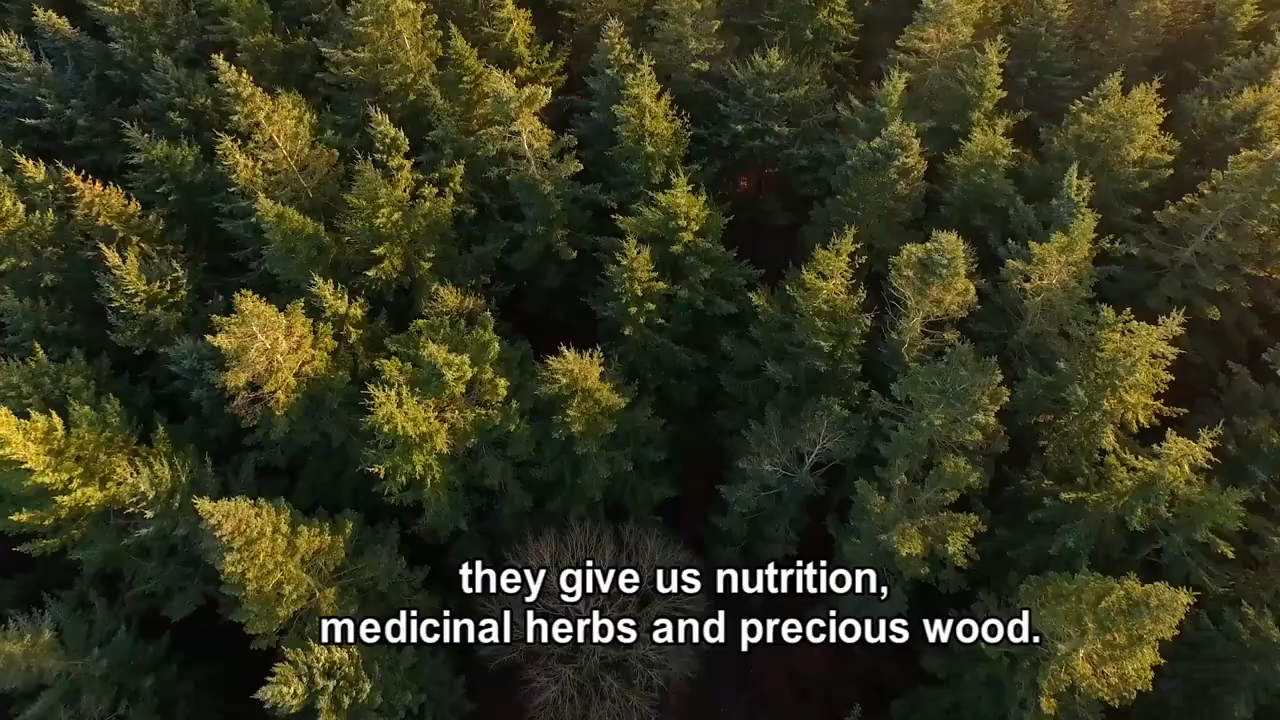 they give us nutrition,
medicinal herbs and precious wood.